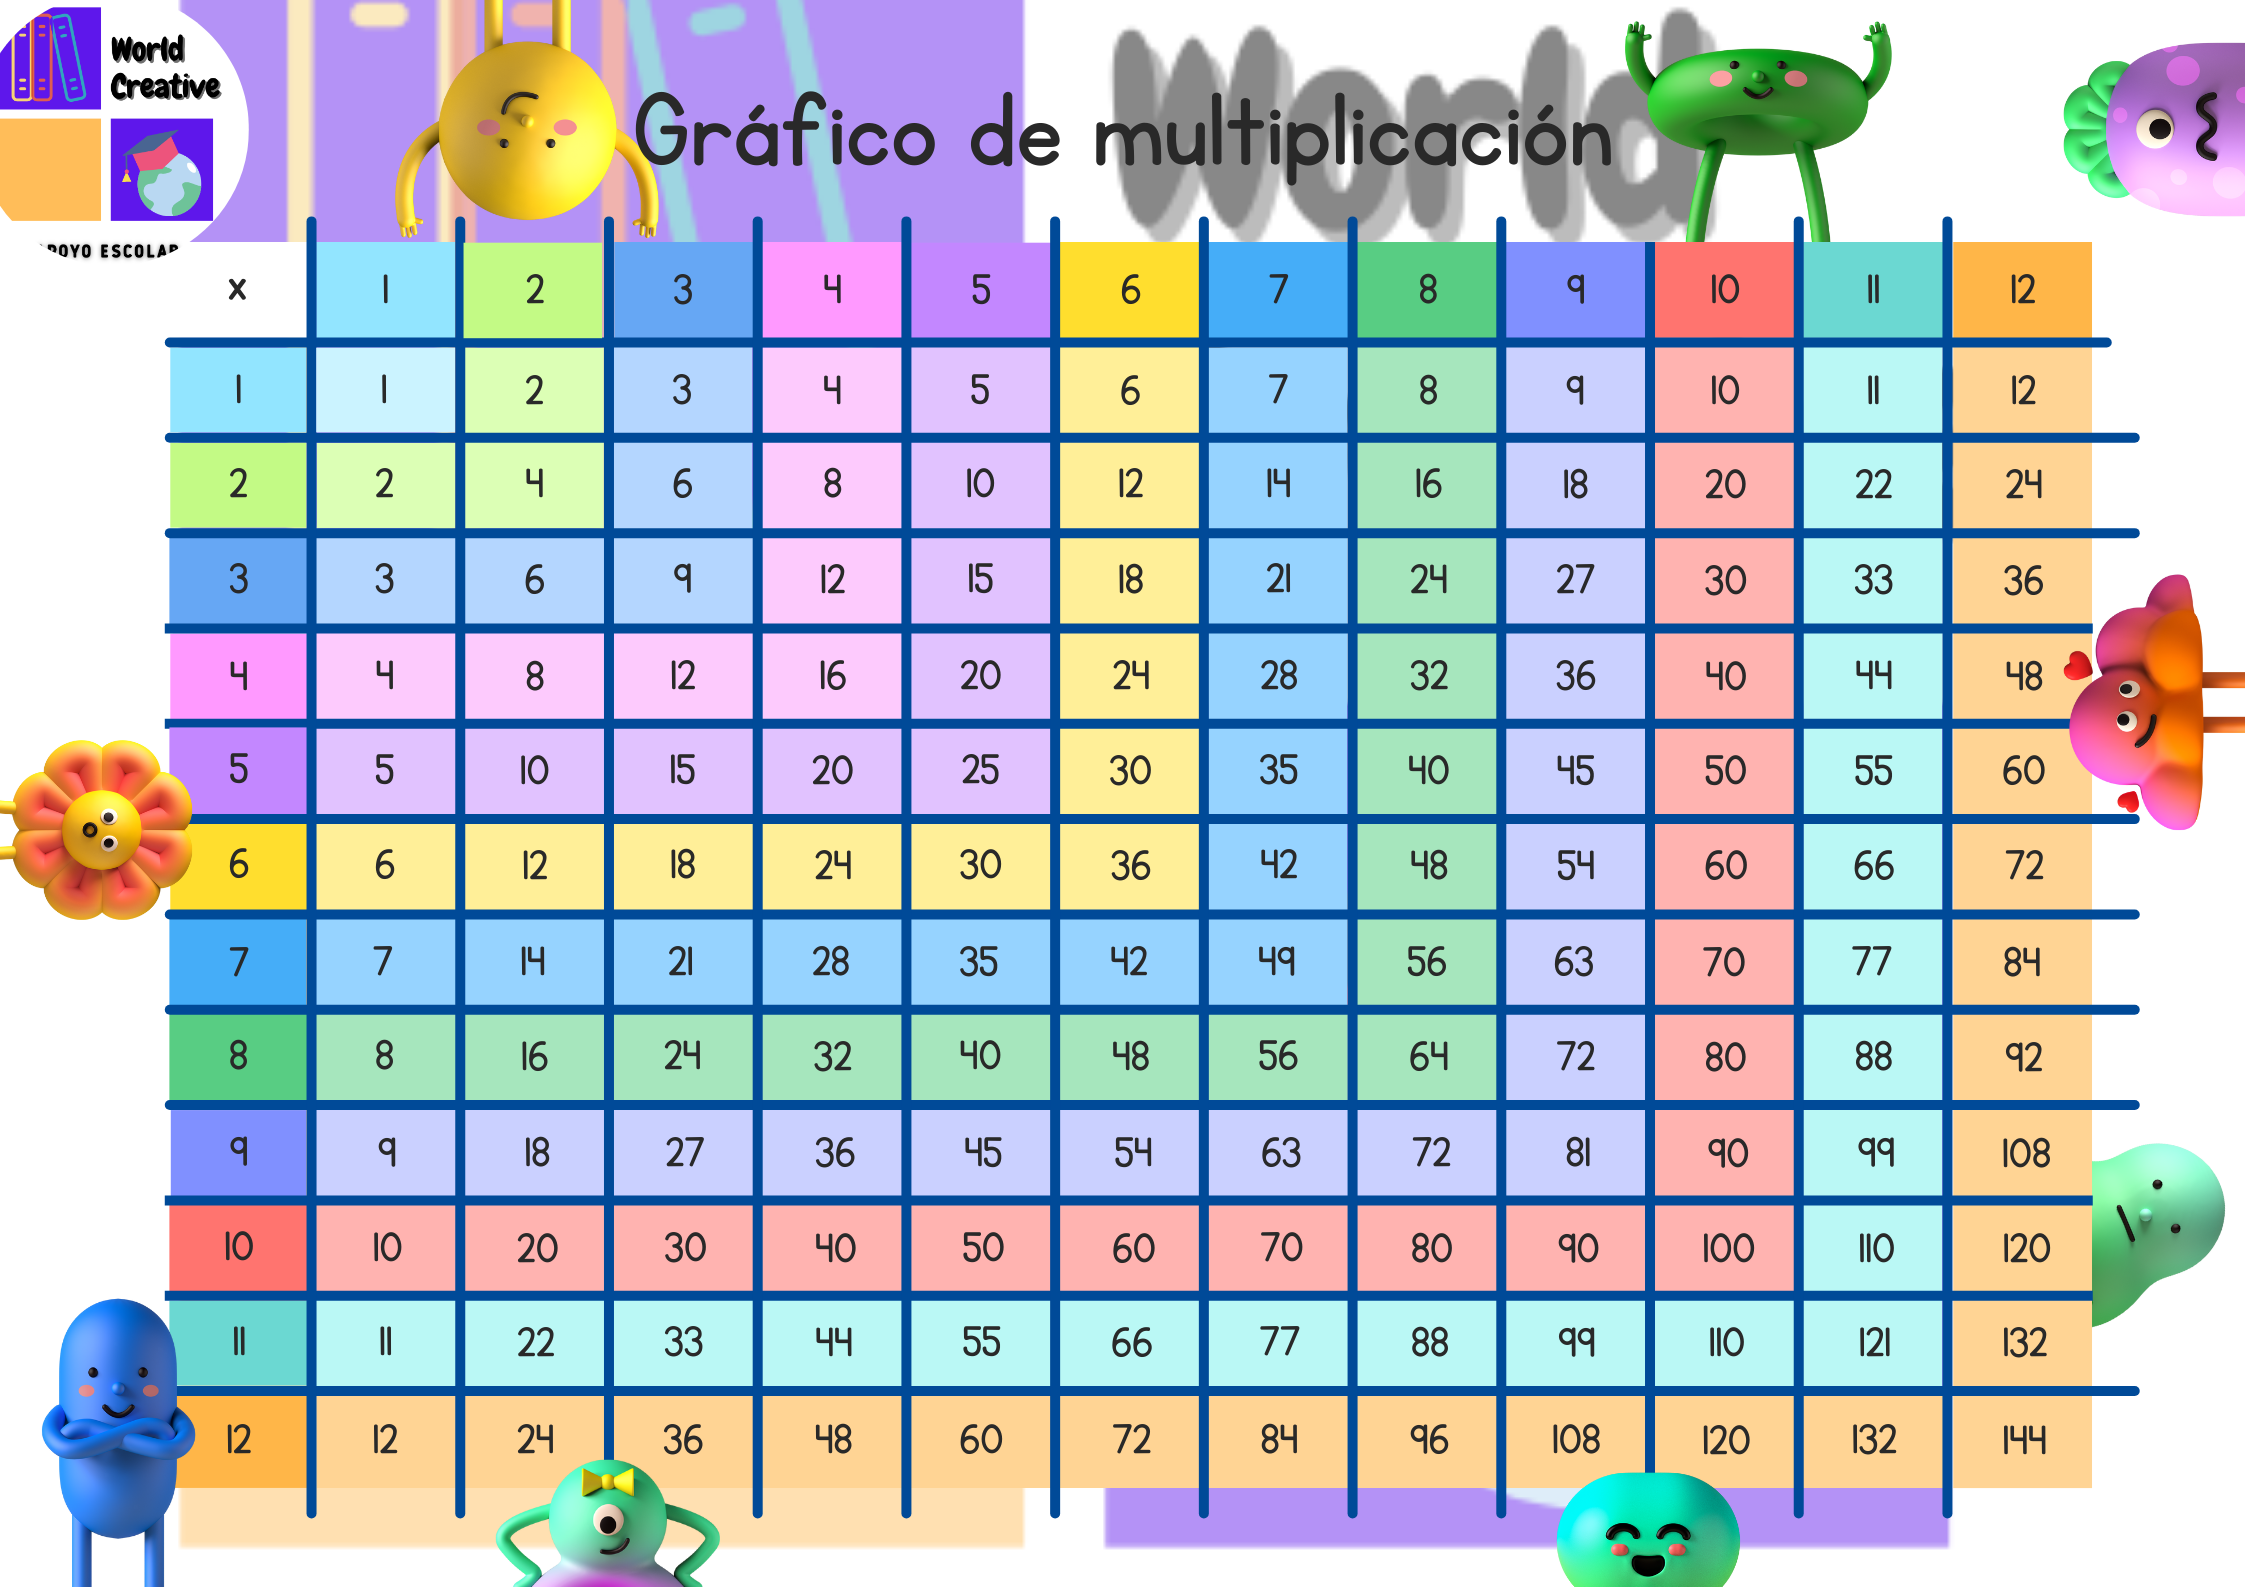 World
Creative
POYO ESCOLAR
World
Gráfico de multiplicación
x 1 2 3 4 5 6 7 8 9 10 11 12
1 1 2 3 4 5 6 7 8 9 10 11 12
2 2 4 6 8 10 12 14 16 18 20 22 24
3 3 6 9 12 15 18 21 24 27 30 33 36
4 4 8 12 16 20 24 28 32 36 40 44 48
5 5 10 15 20 25 30 35 40 45 50 55 60
6 6 12 18 24 30 36 42 48 54 60 66 72
7 7 14 21 28 35 42 49 56 63 70 77 84
8 8 16 24 32 40 48 56 64 72 80 88 92
9 9 18 27 36 45 54 63 72 81 90 99 108
10 10 20 30 40 50 60 70 80 90 100 110 120
11 11 22 33 44 55 66 77 88 99 110 121 132
12 12 24 36 48 60 72 84 96 108 120 132 144